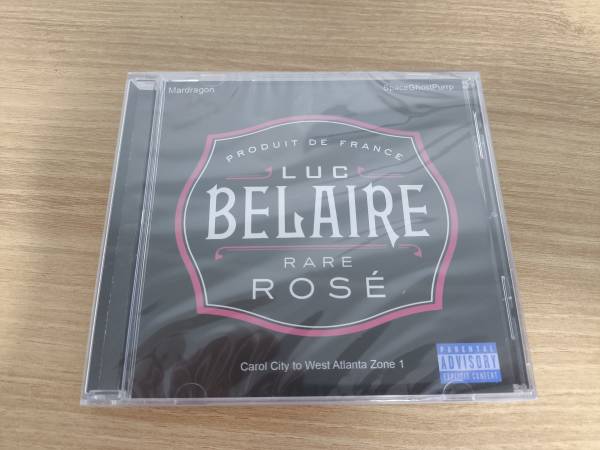 Mardragon
SpaceGhostPurrp
PRODUIT DE FRANCE
LUC
BELAIRE
RARE
ROSÉ
Carol City to West Atlanta Zone 1
PARENTAL
ADVISORY
EXPLICIT CONTENT